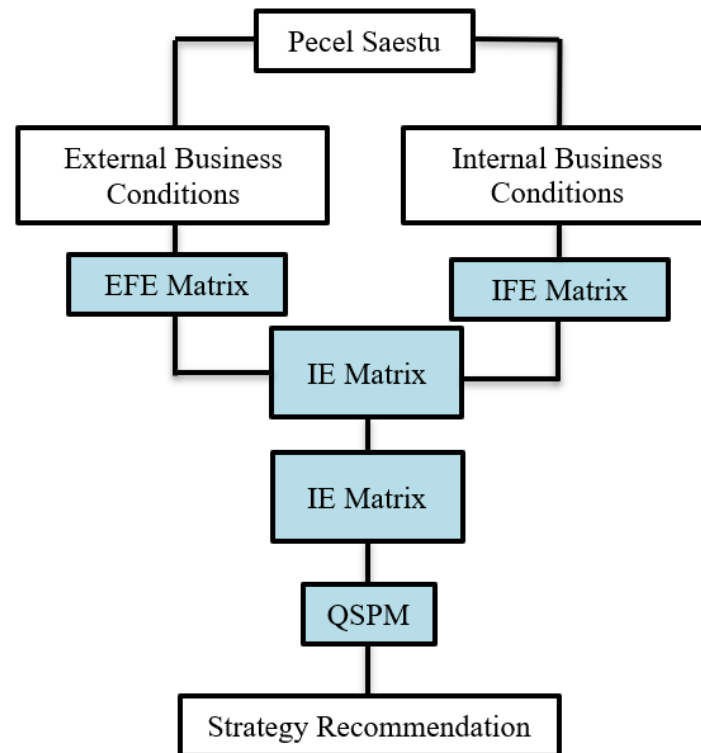 Pecel Saestu
External Business
Conditions
Internal Business
Conditions
EFE Matrix
IFE Matrix
IE Matrix
IE Matrix
QSPM
Strategy Recommendation